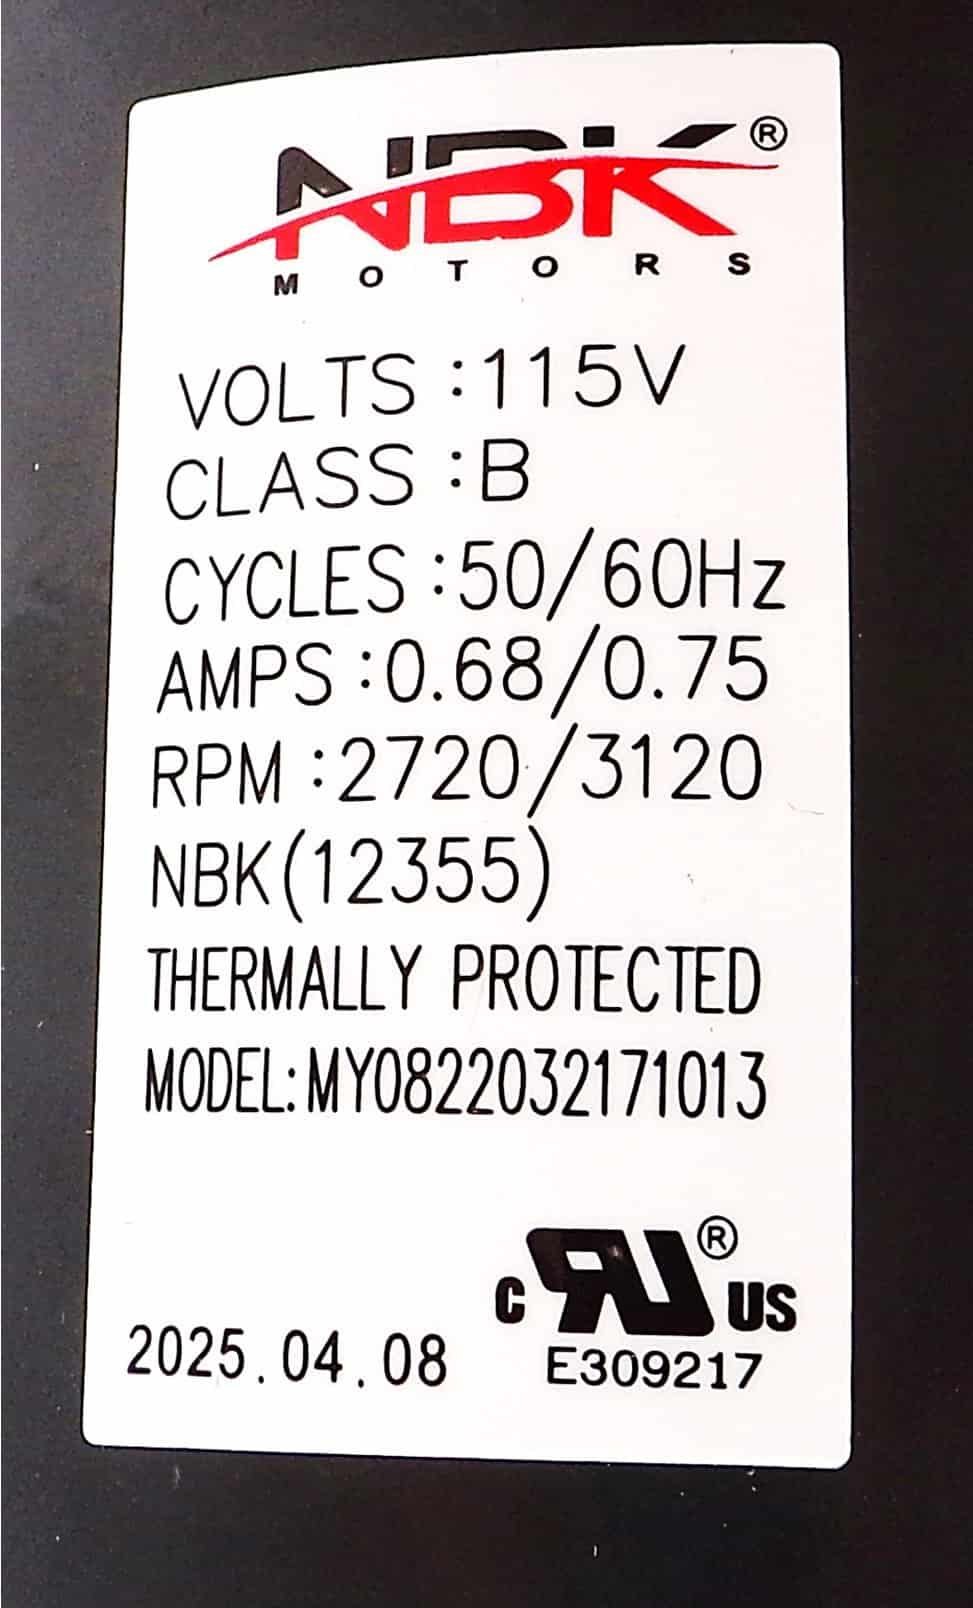 NBK®
MOTORS
VOLTS :115V
CLASS :B
CYCLES :50/60Hz
AMPS :0.68/0.75
RPM :2720/3120
NBK(12355)
THERMALLY PROTECTED
MODEL:MY0822032171013
c RU® US
2025.04.08 E309217